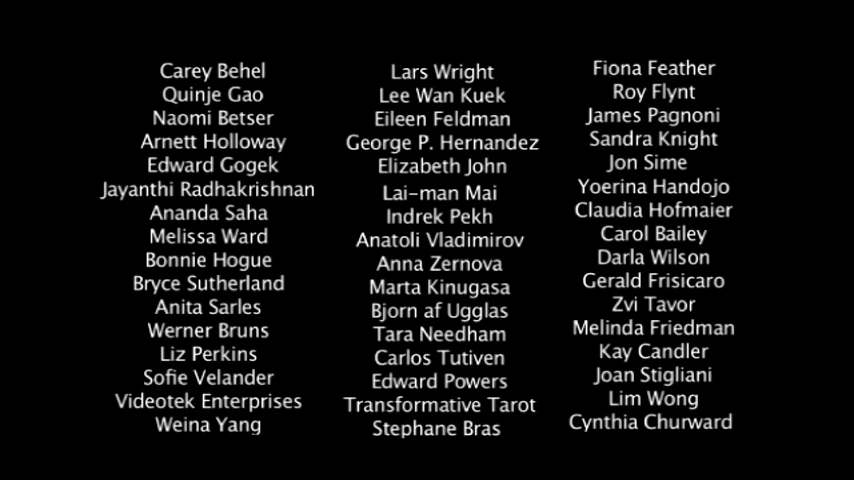 Carey Behel
Quinje Gao
Naomi Betser
Arnett Holloway
Edward Gogek
Jayanthi Radhakrishnan
Ananda Saha
Melissa Ward
Bonnie Hogue
Bryce Sutherland
Anita Sarles
Werner Bruns
Liz Perkins
Sofie Velander
Videotek Enterprises
Weina Yang
Lars Wright
Lee Wan Kuek
Eileen Feldman
George P. Hernandez
Elizabeth John
Lai-man Mai
Indrek Pekh
Anatoli Vladimirov
Anna Zernova
Marta Kinugasa
Bjorn af Ugglas
Tara Needham
Carlos Tutiven
Edward Powers
Transformative Tarot
Stephane Bras
Fiona Feather
Roy Flynt
James Pagnoni
Sandra Knight
Jon Sime
Yoerina Handojo
Claudia Hofmaier
Carol Bailey
Darla Wilson
Gerald Frisicaro
Zvi Tavor
Melinda Friedman
Kay Candler
Joan Stigliani
Lim Wong
Cynthia Churward